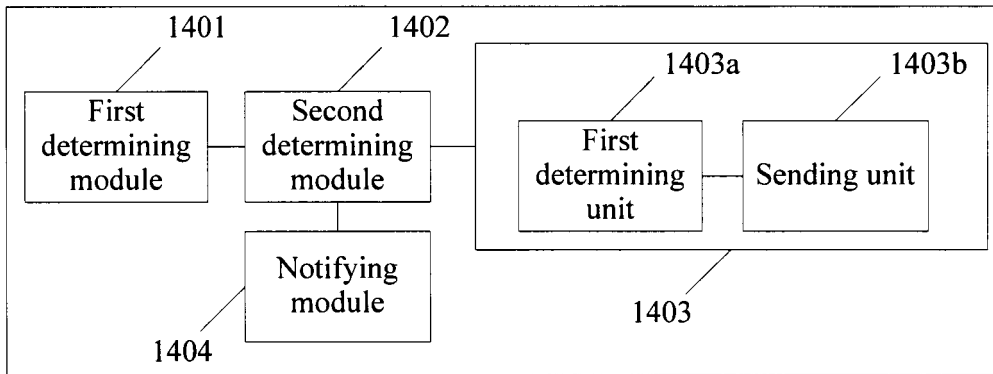 1401
1402
1403a
1403b
First
determining
module
Second
determining
module
First
determining
unit
Sending unit
Notifying
module
1403
1404